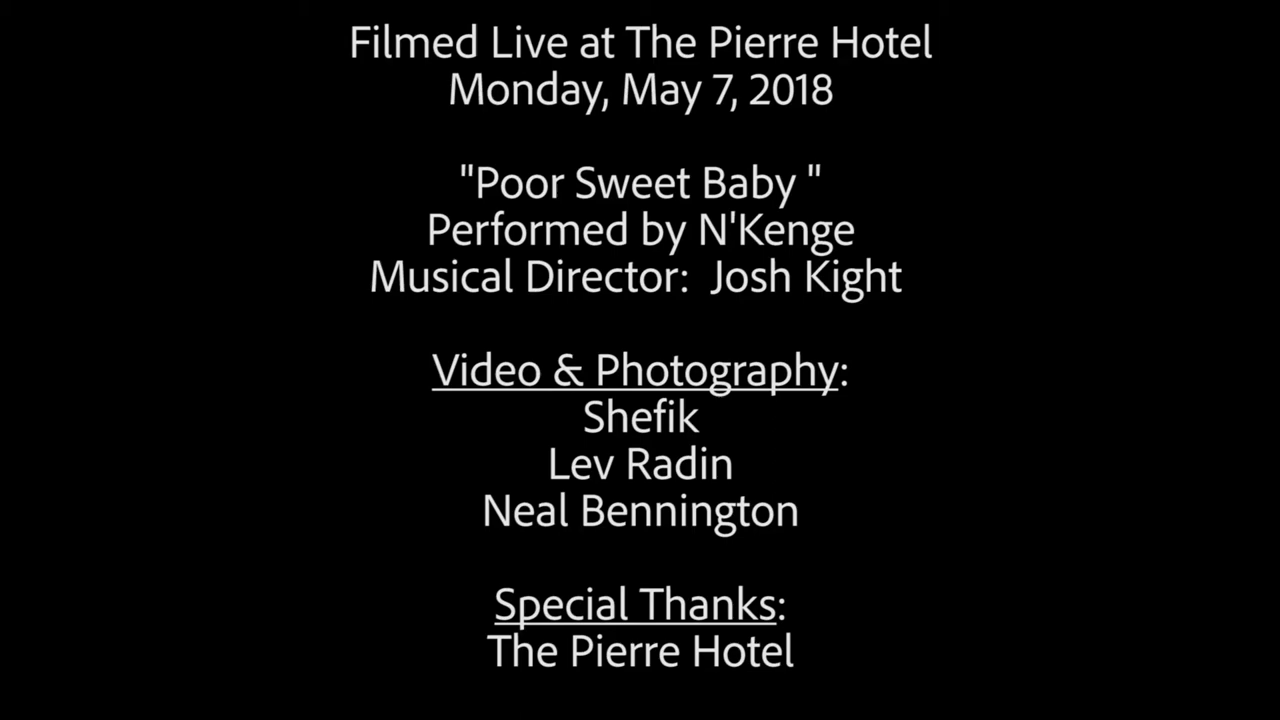 Filmed Live at The Pierre Hotel
Monday, May 7, 2018
"Poor Sweet Baby "
Performed by N'Kenge
Musical Director:  Josh Kight
Video & Photography:
Shefik
Lev Radin
Neal Bennington
Special Thanks:
The Pierre Hotel